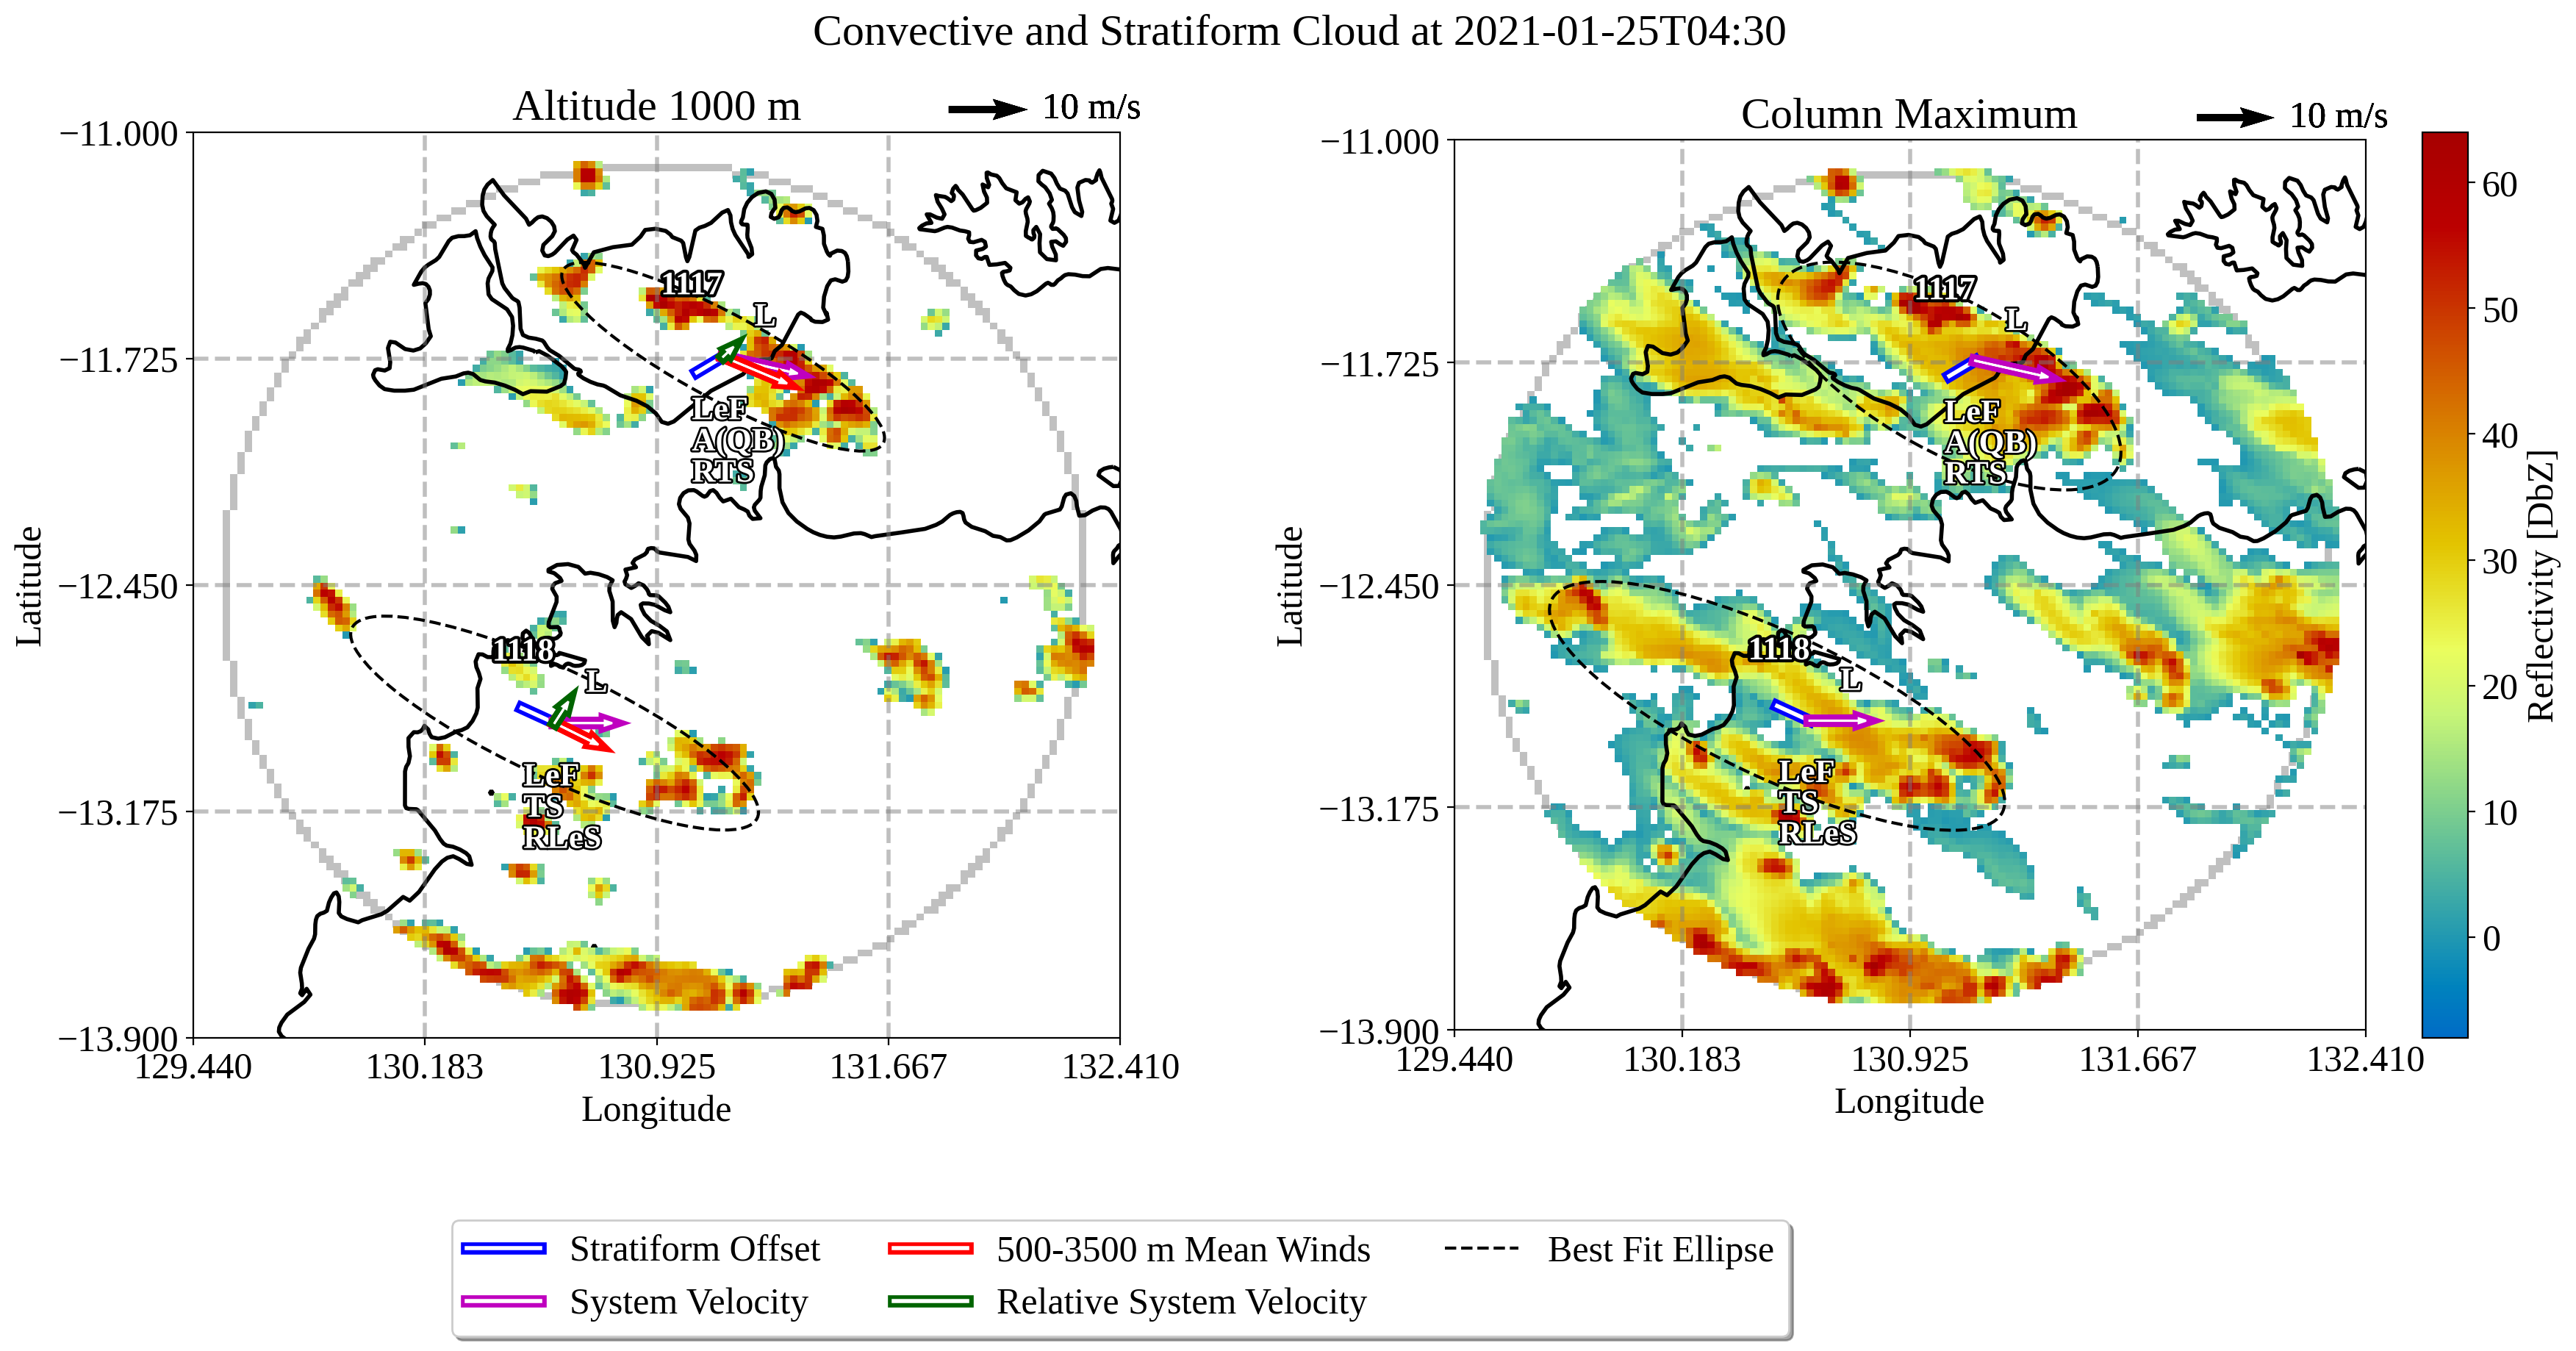 Convective and Stratiform Cloud at 2021-01-25T04:30
Altitude 1000 m
10 m/s
−11.000
−11.725
−12.450
−13.175
−13.900
129.440
130.183
130.925
131.667
132.410
Latitude
Longitude
1117
L
LeF
A(QB)
RTS
1118
L
LeF
TS
RLeS
Column Maximum
10 m/s
−11.000
−11.725
−12.450
−13.175
−13.900
129.440
130.183
130.925
131.667
132.410
Latitude
Longitude
1117
L
LeF
A(QB)
RTS
1118
L
LeF
TS
RLeS
60
50
40
30
20
10
0
Reflectivity [DbZ]
Stratiform Offset
500-3500 m Mean Winds
Best Fit Ellipse
System Velocity
Relative System Velocity